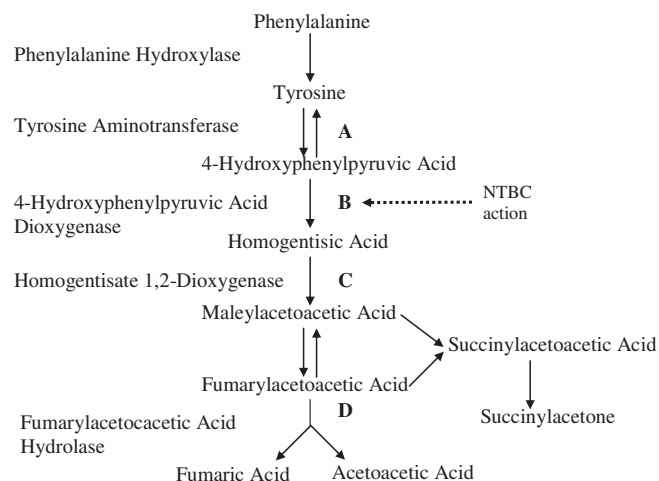 Phenylalanine
Phenylalanine Hydroxylase
Tyrosine
Tyrosine Aminotransferase
A
4-Hydroxyphenylpyruvic Acid
4-Hydroxyphenylpyruvic Acid
Dioxygenase
B
NTBC
action
Homogentisic Acid
Homogentisate 1,2-Dioxygenase
C
Maleylacetoacetic Acid
Succinylacetoacetic Acid
Fumarylacetoacetic Acid
Succinylacetone
D
Fumarylacetocacetic Acid
Hydrolase
Fumaric Acid
Acetoacetic Acid